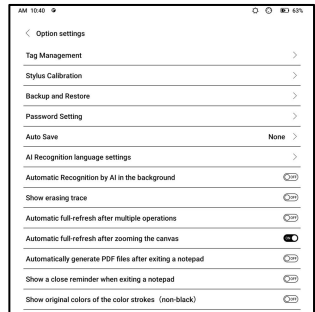 AM 10:40 63%
Option settings
Tag Management
Stylus Calibration
Backup and Restore
Password Setting
Auto Save None
AI Recognition language settings
Automatic Recognition by AI in the background OFF
Show erasing trace OFF
Automatic full-refresh after multiple operations OFF
Automatic full-refresh after zooming the canvas ON
Automatically generate PDF files after exiting a notepad OFF
Show a close reminder when exiting a notepad OFF
Show original colors of the color strokes (non-black) OFF